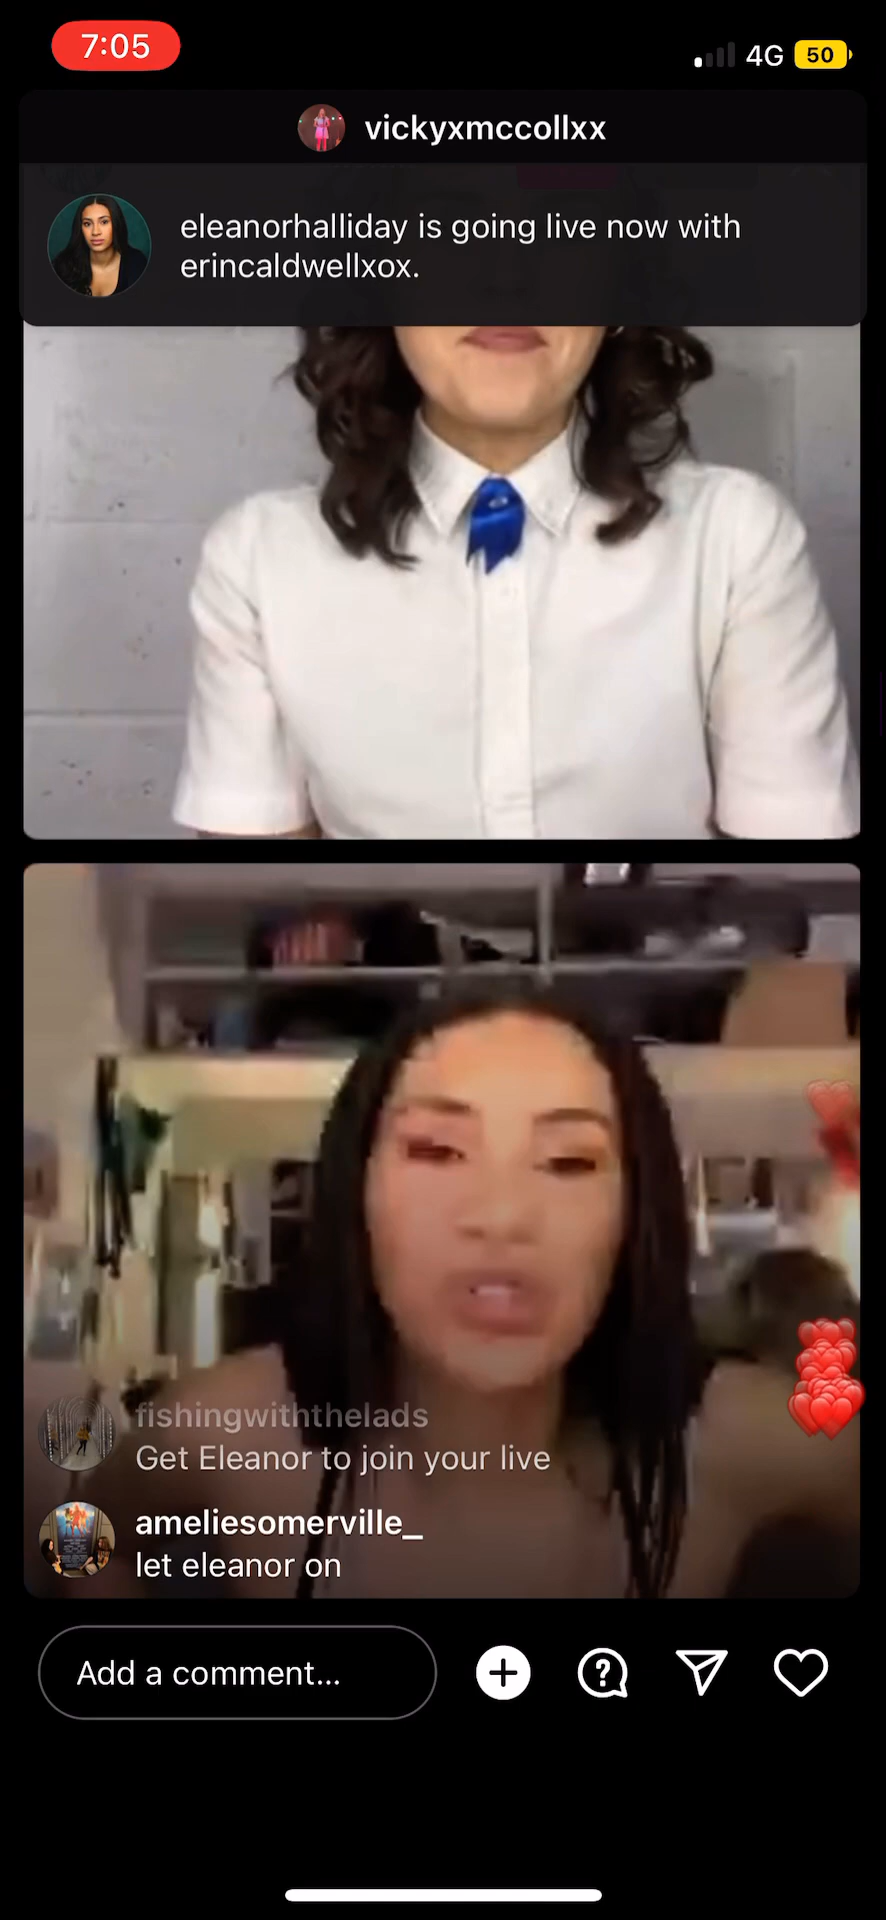 7:05
4G 50
vickyxmccollxx
eleanorhalliday is going live now with
erincaldwellxox.
fishingwiththelads
Get Eleanor to join your live
ameliesomerville_
let eleanor on
Add a comment...